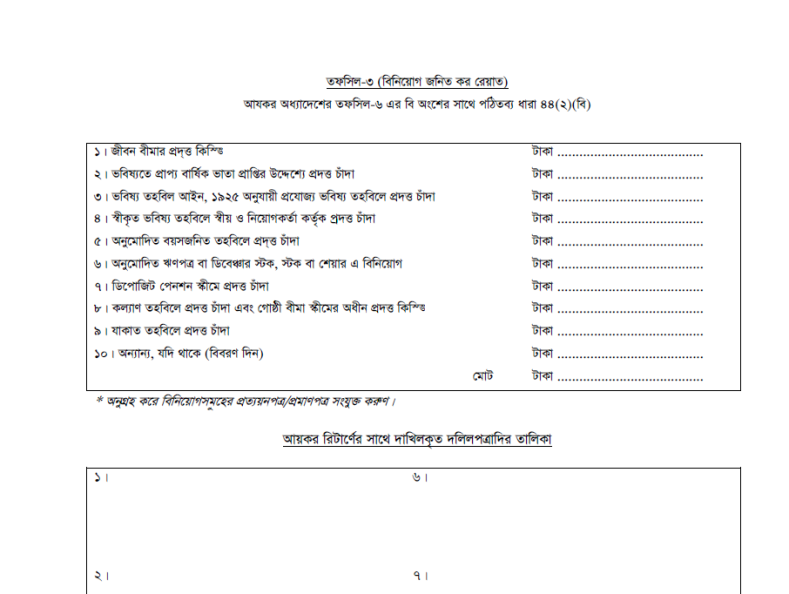 তফসিল-৩ (বিনিয়োগ জনিত কর রেয়াত)
আযকর অধ্যাদেশের তফসিল-৬ এর বি অংশের সাথে পঠিতব্য ধারা ৪৪(২)(বি)
১। জীবন বীমার প্রদ্ত্ত কিস্ডি টাকা ........................................
২। ভবিষ্যতে প্রাপ্য বার্ষিক ভাতা প্রাপ্তির উদ্দেশ্যে প্রদত্ত চাঁদা টাকা ........................................
৩। ভবিষ্য তহবিল আইন, ১৯২৫ অনুযায়ী প্রযোজ্য ভবিষ্য তহবিলে প্রদত্ত চাঁদা টাকা ........................................
৪। স্বীকৃত ভবিষ্য তহবিলে স্বীয় ও নিয়োগকর্তা কর্তৃক প্রদত্ত চাঁদা টাকা ........................................
৫। অনুমোদিত বয়সজনিত তহবিলে প্রদ্ত্ত চাঁদা টাকা ........................................
৬। অনুমোদিত ঋণপত্র বা ডিবেঞ্চার স্টক, স্টক বা শেয়ার এ বিনিয়োগ টাকা ........................................
৭। ডিপোজিট পেনশন স্কীমে প্রদত্ত চাঁদা টাকা ........................................
৮। কল্যাণ তহবিলে প্রদত্ত চাঁদা এবং গোষ্ঠী বীমা স্কীমের অধীন প্রদত্ত কিস্ডি টাকা ........................................
৯। যাকাত তহবিলে প্রদত্ত চাঁদা টাকা ........................................
১০। অন্যান্য, যদি থাকে (বিবরণ দিন) টাকা ........................................
মোট টাকা ........................................
* অনুগ্রহ করে বিনিয়োগসমূহের প্রত্যয়নপত্র/প্রমাণপত্র সংযুক্ত করুণ।
আয়কর রিটার্ণের সাথে দাখিলকৃত দলিলপত্রাদির তালিকা
১। ৬।
২। ৭।